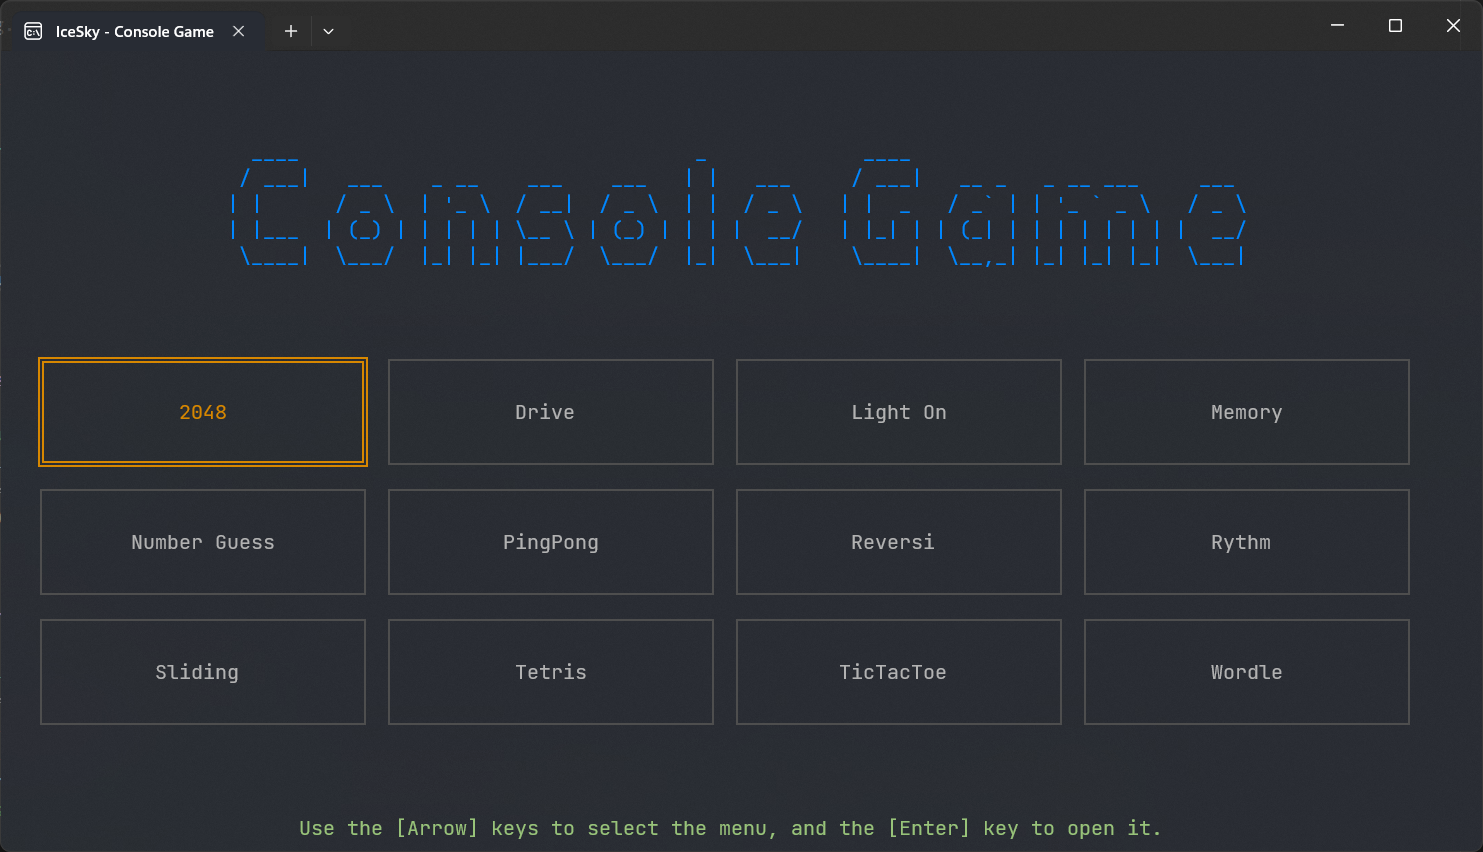 IceSky - Console Game
Console Game
2048
Drive
Light On
Memory
Number Guess
PingPong
Reversi
Rythm
Sliding
Tetris
TicTacToe
Wordle
Use the [Arrow] keys to select the menu, and the [Enter] key to open it.